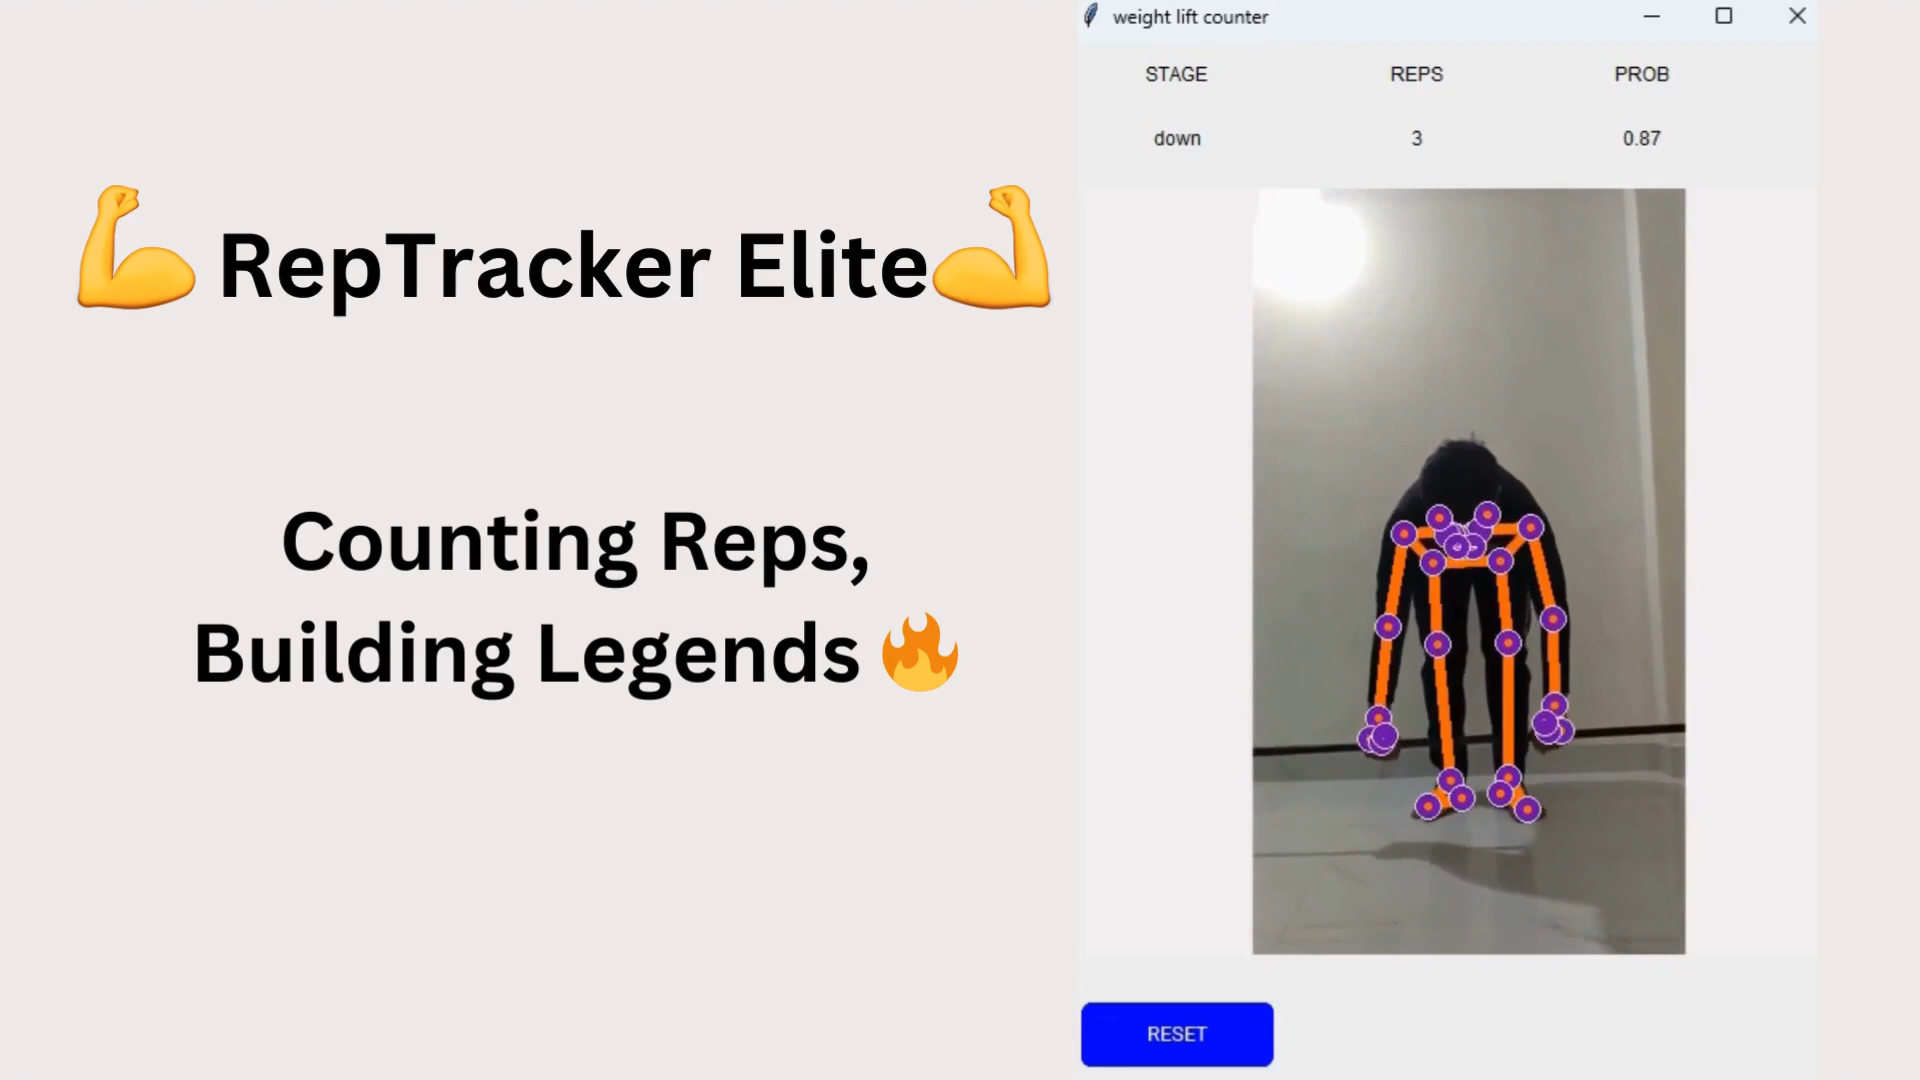 weight lift counter
STAGE REPS PROB
down 3 0.87
💪 RepTracker Elite 💪
Counting Reps,
Building Legends 🔥
RESET